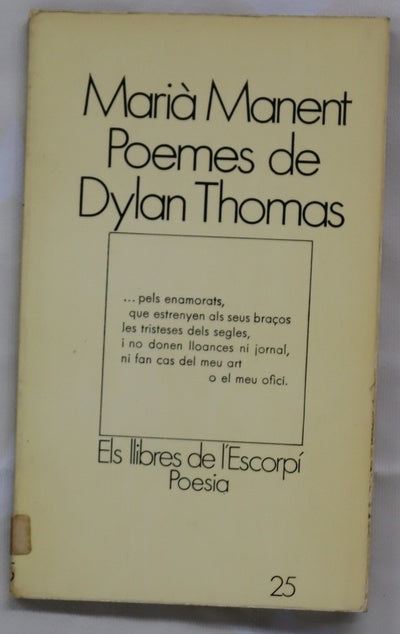 Marià Manent
Poemes de
Dylan Thomas
... pels enamorats,
que estrenyen als seus braços
les tristeses dels segles,
i no donen lloances ni jornal,
ni fan cas del meu art
o el meu ofici.
Els llibres de l'Escorpí
Poesia
25